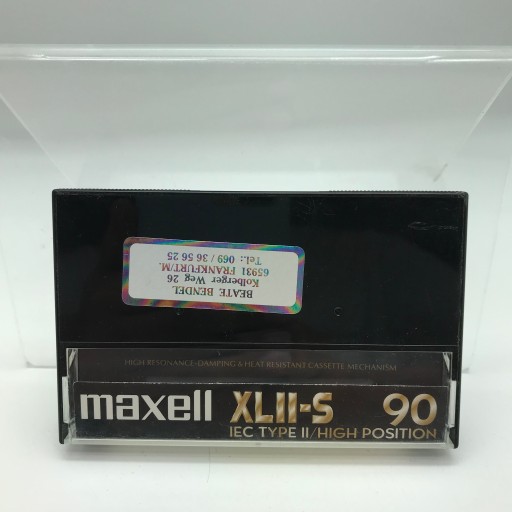 BEATE BENDEL
Kolberger Weg 26
65931 FRANKFURT/M.
Tel.: 069 / 36 56 25
HIGH RESONANCE-DAMPING & HEAT RESISTANT CASSETTE MECHANISM
maxell XLII-S 90
IEC TYPE II/HIGH POSITION